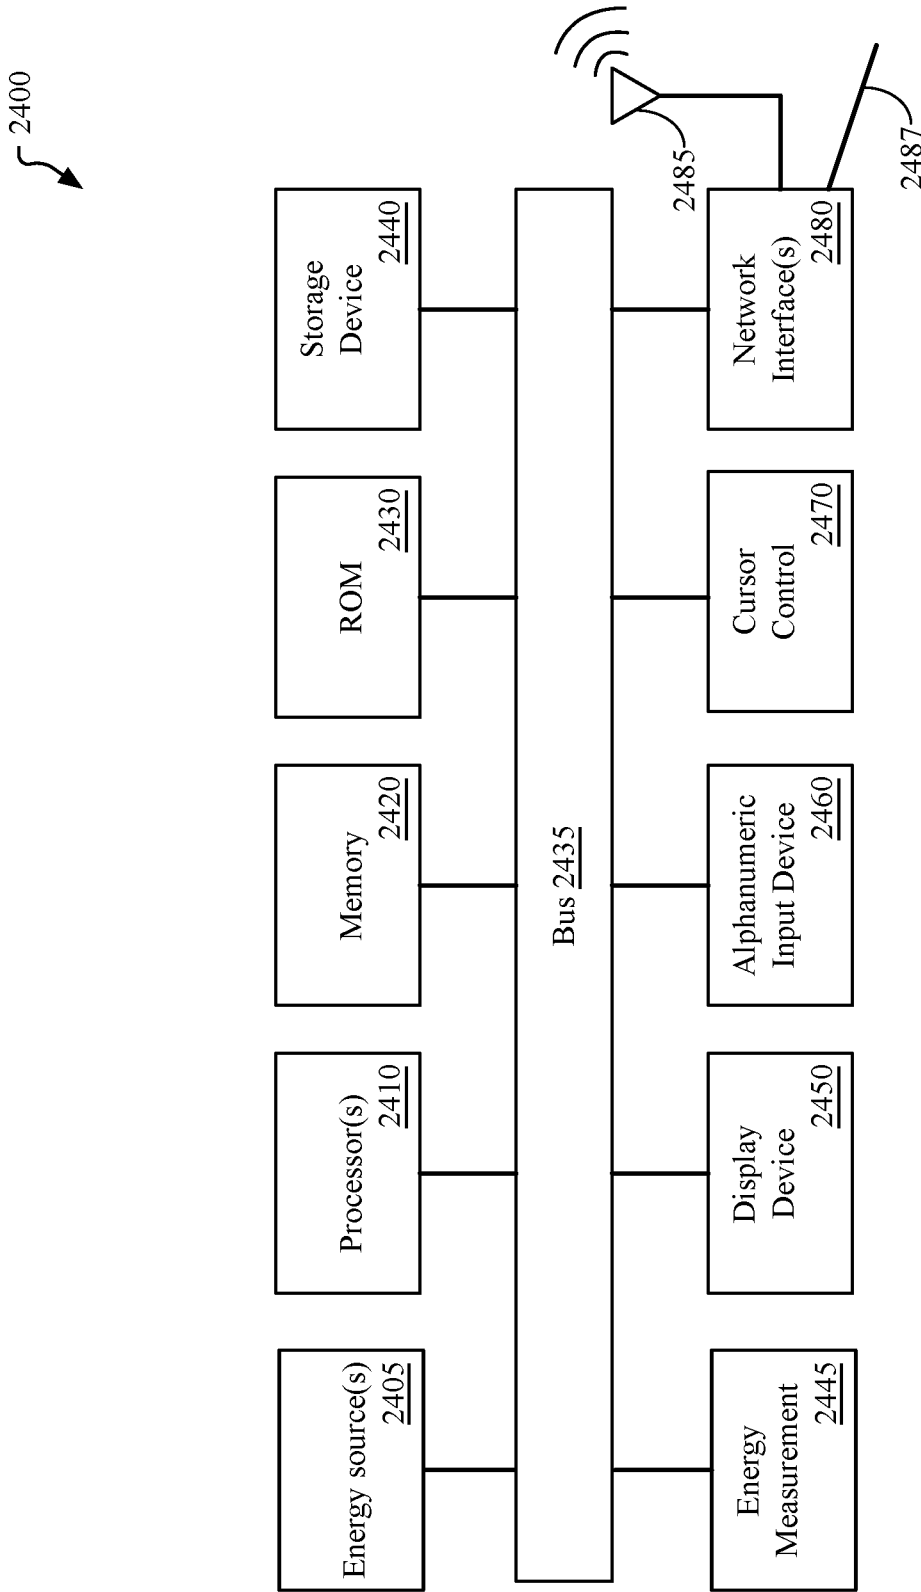 2400
Energy source(s)
2405
Processor(s)
2410
Memory
2420
ROM
2430
Storage
Device
2440
Bus 2435
2485
Energy
Measurement
2445
Display
Device
2450
Alphanumeric
Input Device
2460
Cursor
Control
2470
Network
Interface(s)
2480
2487